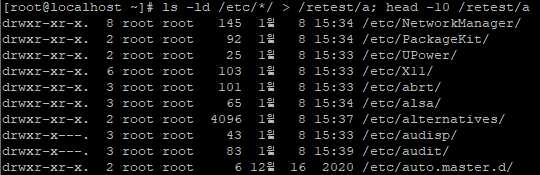 [root@localhost ~]# ls -ld /etc/*/ > /retest/a; head -10 /retest/a
drwxr-xr-x. 8 root root 145 1월 8 15:34 /etc/NetworkManager/
drwxr-xr-x. 2 root root 92 1월 8 15:34 /etc/PackageKit/
drwxr-xr-x. 2 root root 25 1월 8 15:33 /etc/UPower/
drwxr-xr-x. 6 root root 103 1월 8 15:33 /etc/X11/
drwxr-xr-x. 3 root root 101 1월 8 15:33 /etc/abrt/
drwxr-xr-x. 3 root root 65 1월 8 15:34 /etc/alsa/
drwxr-xr-x. 2 root root 4096 1월 8 15:37 /etc/alternatives/
drwxr-x---. 3 root root 43 1월 8 15:33 /etc/audisp/
drwxr-x---. 3 root root 83 1월 8 15:39 /etc/audit/
drwxr-xr-x. 2 root root 6 12월 16 2020 /etc/auto.master.d/